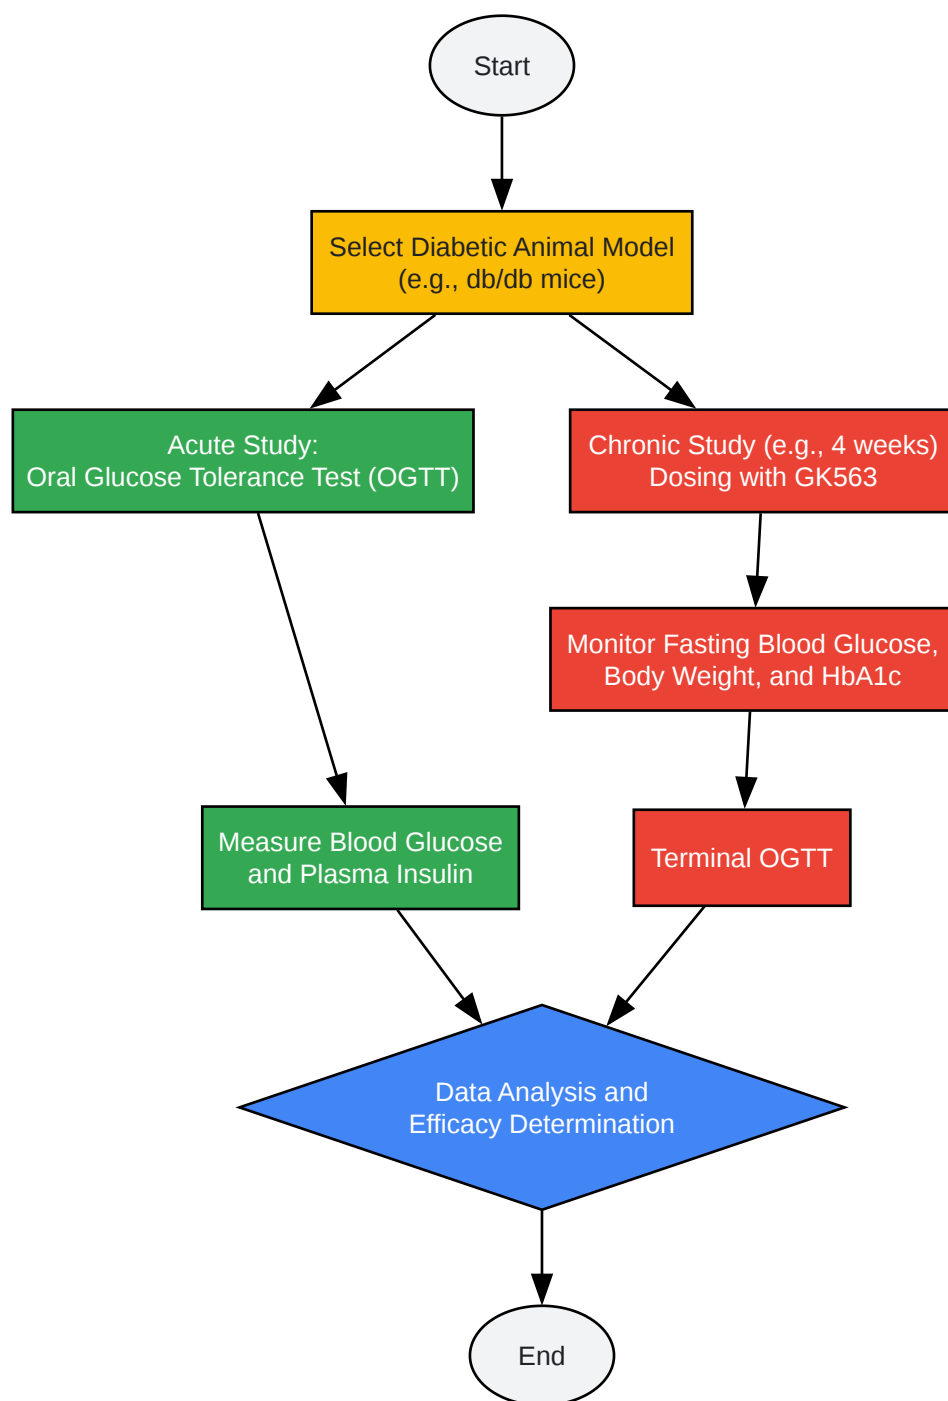 Start
Select Diabetic Animal Model
(e.g., db/db mice)
Acute Study:
Oral Glucose Tolerance Test (OGTT)
Chronic Study (e.g., 4 weeks)
Dosing with GK563
Monitor Fasting Blood Glucose,
Body Weight, and HbA1c
Measure Blood Glucose
and Plasma Insulin
Terminal OGTT
Data Analysis and
Efficacy Determination
End